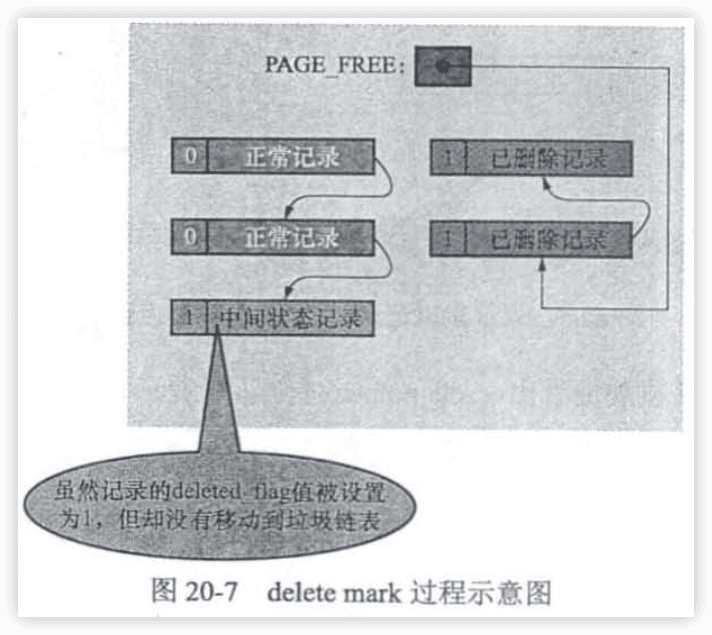 PAGE_FREE:
0 正常记录
1 已删除记录
0 正常记录
1 已删除记录
1 中间状态记录
虽然记录的deleted_flag值被设置
为1，但却没有移动到垃圾链表
图 20-7 delete mark 过程示意图